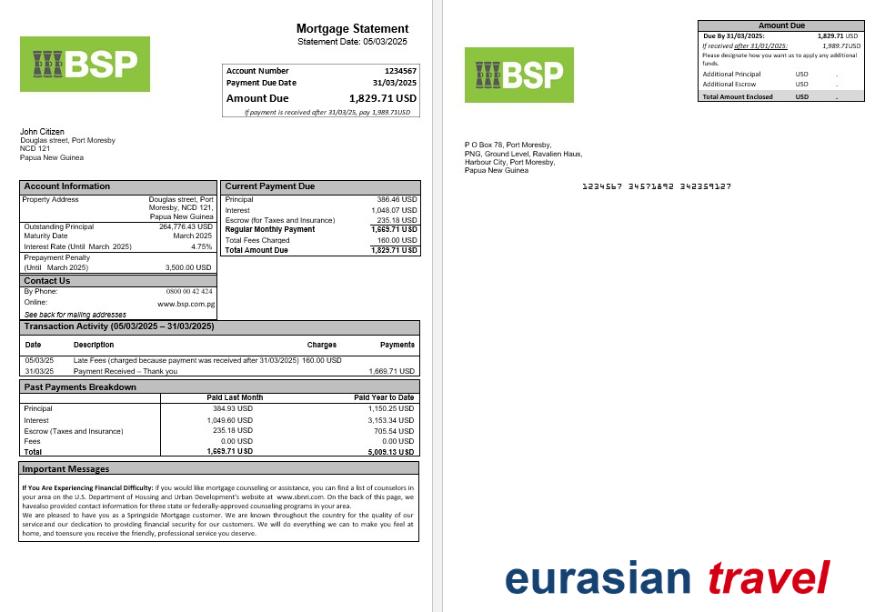 Mortgage Statement
Statement Date: 05/03/2025
BSP
Account Number 1234567
Payment Due Date 31/03/2025
Amount Due 1,829.71 USD
If payment is received after 31/03/25, pay 1,989.71USD
John Citizen
Douglas street, Port Moresby
NCD 121
Papua New Guinea
Account Information
Property Address Douglas street, Port
Moresby, NCD 121,
Papua New Guinea
Outstanding Principal 264,776.43 USD
Maturity Date March 2025
Interest Rate (Until March 2025) 4.75%
Prepayment Penalty
(Until March 2025) 3,500.00 USD
Contact Us
By Phone: 0800 00 42 424
Online: www.bsp.com.pg
See back for mailing addresses
Current Payment Due
Principal 386.46 USD
Interest 1,048.07 USD
Escrow (for Taxes and Insurance) 235.18 USD
Regular Monthly Payment 1,669.71 USD
Total Fees Charged 160.00 USD
Total Amount Due 1,829.71 USD
Transaction Activity (05/03/2025 – 31/03/2025)
Date Description Charges Payments
05/03/25 Late Fees (charged because payment was received after 31/03/2025) 160.00 USD
31/03/25 Payment Received – Thank you 1,669.71 USD
Past Payments Breakdown
Paid Last Month Paid Year to Date
Principal 384.93 USD 1,150.25 USD
Interest 1,049.60 USD 3,153.34 USD
Escrow (Taxes and Insurance) 235.18 USD 705.54 USD
Fees 0.00 USD 0.00 USD
Total 1,669.71 USD 5,009.13 USD
Important Messages
If You Are Experiencing Financial Difficulty: if you would like mortgage counseling or assistance, you can find a list of counselors in
your area on the U.S. Department of Housing and Urban Development's website at www.sbnri.com. On the back of this page, we
havealso provided contact information for three state or federally-approved counseling programs in your area.
We are pleased to have you as a Springside Mortgage customer. We are known throughout the country for the quality of our
serviceand our dedication to providing financial security for our customers. We will do everything we can to make you feel at
home, and toensure you receive the friendly, professional service you deserve.
BSP
Amount Due
Due By 31/03/2025: 1,829.71 USD
If received after 31/01/2025: 1,989.71USD
Please designate how you want us to apply any additional
funds.
Additional Principal USD .
Additional Escrow USD .
Total Amount Enclosed USD .
P O Box 78, Port Moresby,
PNG, Ground Level, Ravalien Haus,
Harbour City, Port Moresby,
Papua New Guinea
1234567 34571892 342359127
eurasian travel